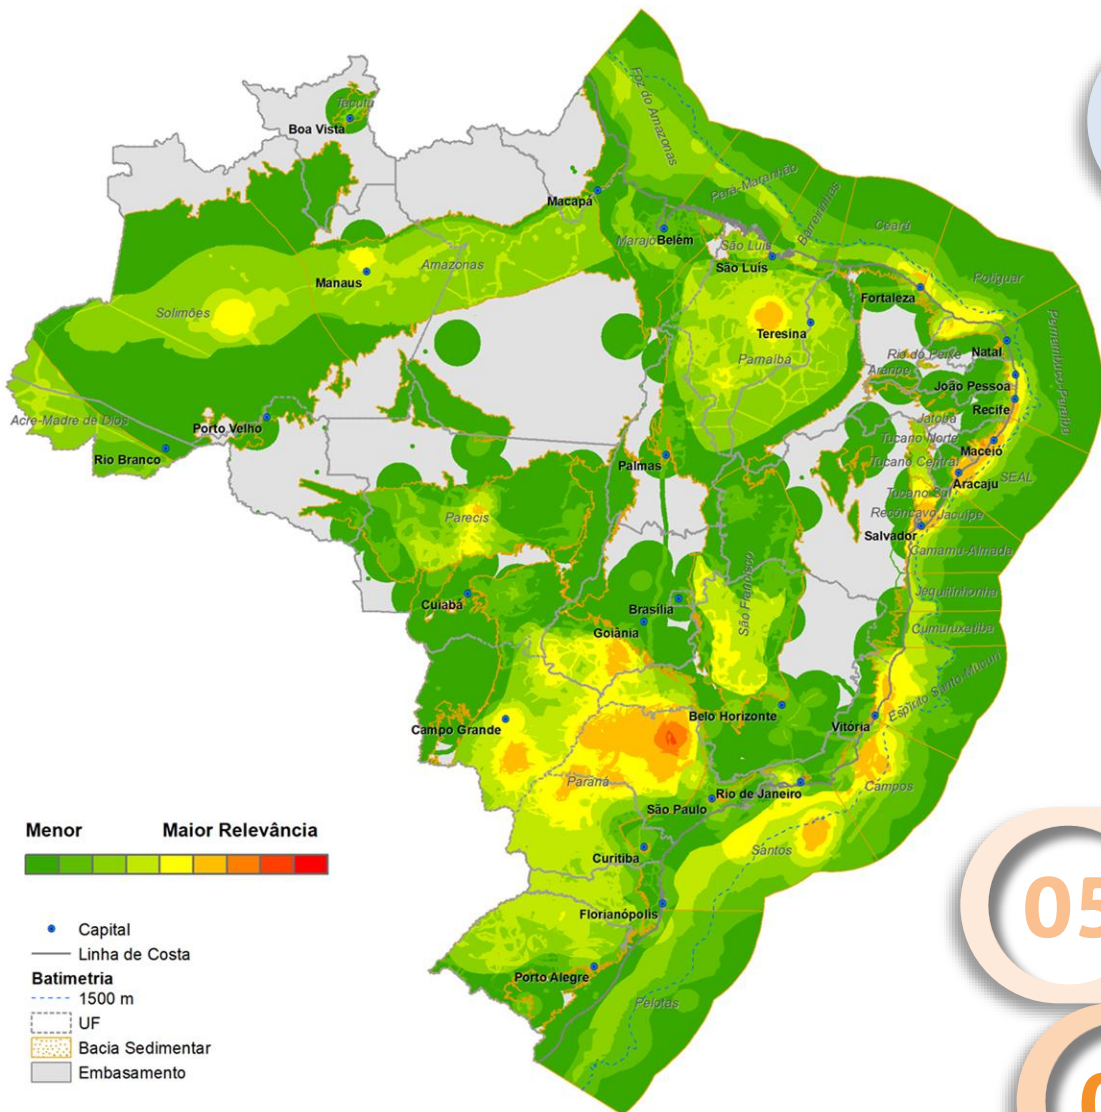 Foz do Amazonas
Tacutu
Boa Vista
Pará-Maranhão
Macapá
Barreirinhas
Ceará
Marajó
Belém
São Luis
São Luís
Amazonas
Manaus
Potiguar
Fortaleza
Solimões
Teresina
Parnaíba
Natal
Rio do Peixe
Araripe
João Pessoa
Pernambuco-Paraíba
Recife
Acre-Madre de Dios
Porto Velho
Jatobá
Tucano Norte
Maceió
Rio Branco
Palmas
Tucano Central
SEAL
Aracaju
Tucano Sul
Recôncavo
Jacuípe
Parecis
Salvador
Camamu-Almada
São Francisco
Jequitinhonha
Cuiabá
Brasília
Goiânia
Cumuruxatiba
Espírito Santo-Mucuri
Belo Horizonte
Vitória
Campo Grande
Paraná
Campos
Rio de Janeiro
São Paulo
Santos
Curitiba
Florianópolis
Porto Alegre
Pelotas
Menor Maior Relevância
Capital
Linha de Costa
Batimetria
1500 m
UF
Bacia Sedimentar
Embasamento
05
0